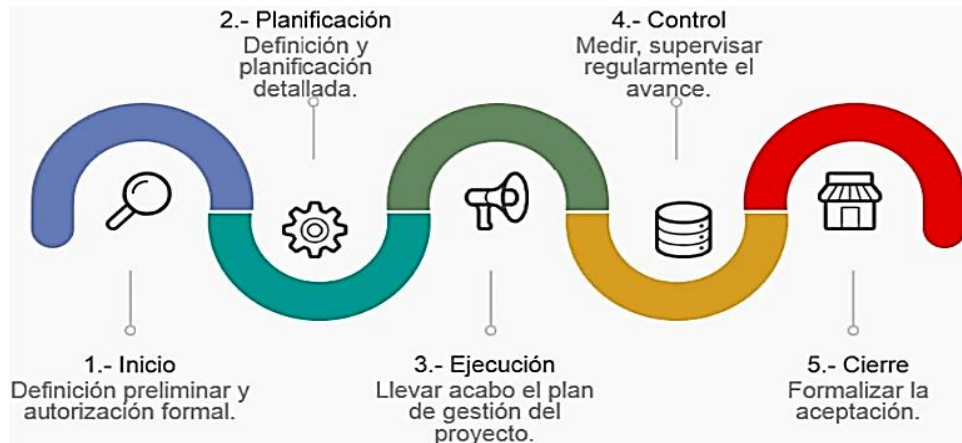 2.- Planificación
Definición y
planificación
detallada.
4.- Control
Medir, supervisar
regularmente el
avance.
1.- Inicio
Definición preliminar y
autorización formal.
3.- Ejecución
Llevar acabo el plan
de gestión del
proyecto.
5.- Cierre
Formalizar la
aceptación.